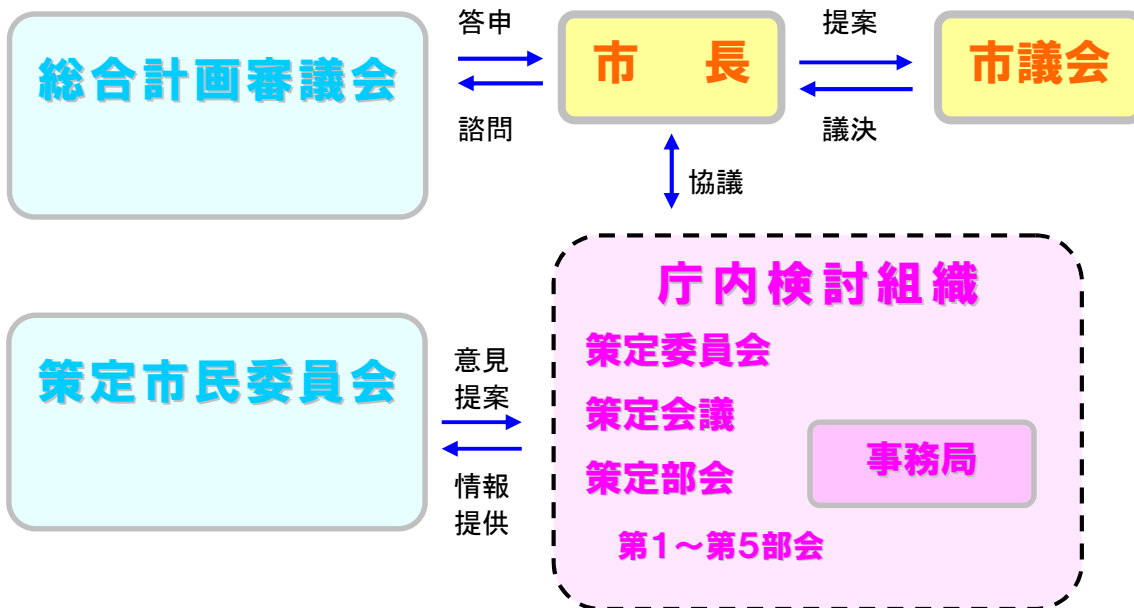 総合計画審議会
答申
諮問
市　長
提案
議決
市議会
協議
策定市民委員会
意見
提案
情報
提供
庁内検討組織
策定委員会
策定会議
策定部会
事務局
第1～第5部会